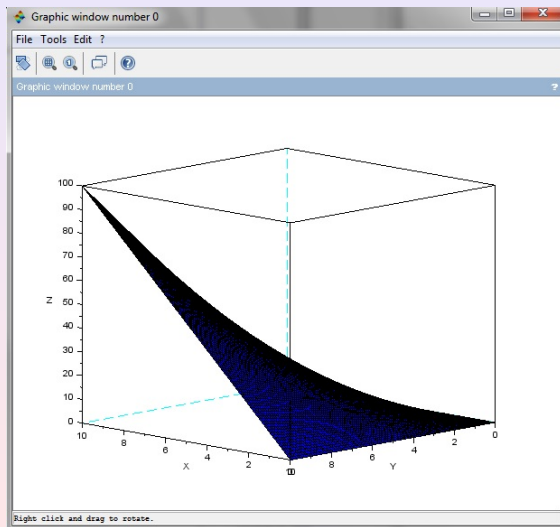 Graphic window number 0
File Tools Edit ?
Graphic window number 0 ?
100
90
80
70
60
50
40
30
20
10
0
Z
10 8 6 4 2 0
X
10 8 6 4 2 0
Y
Right click and drag to rotate.